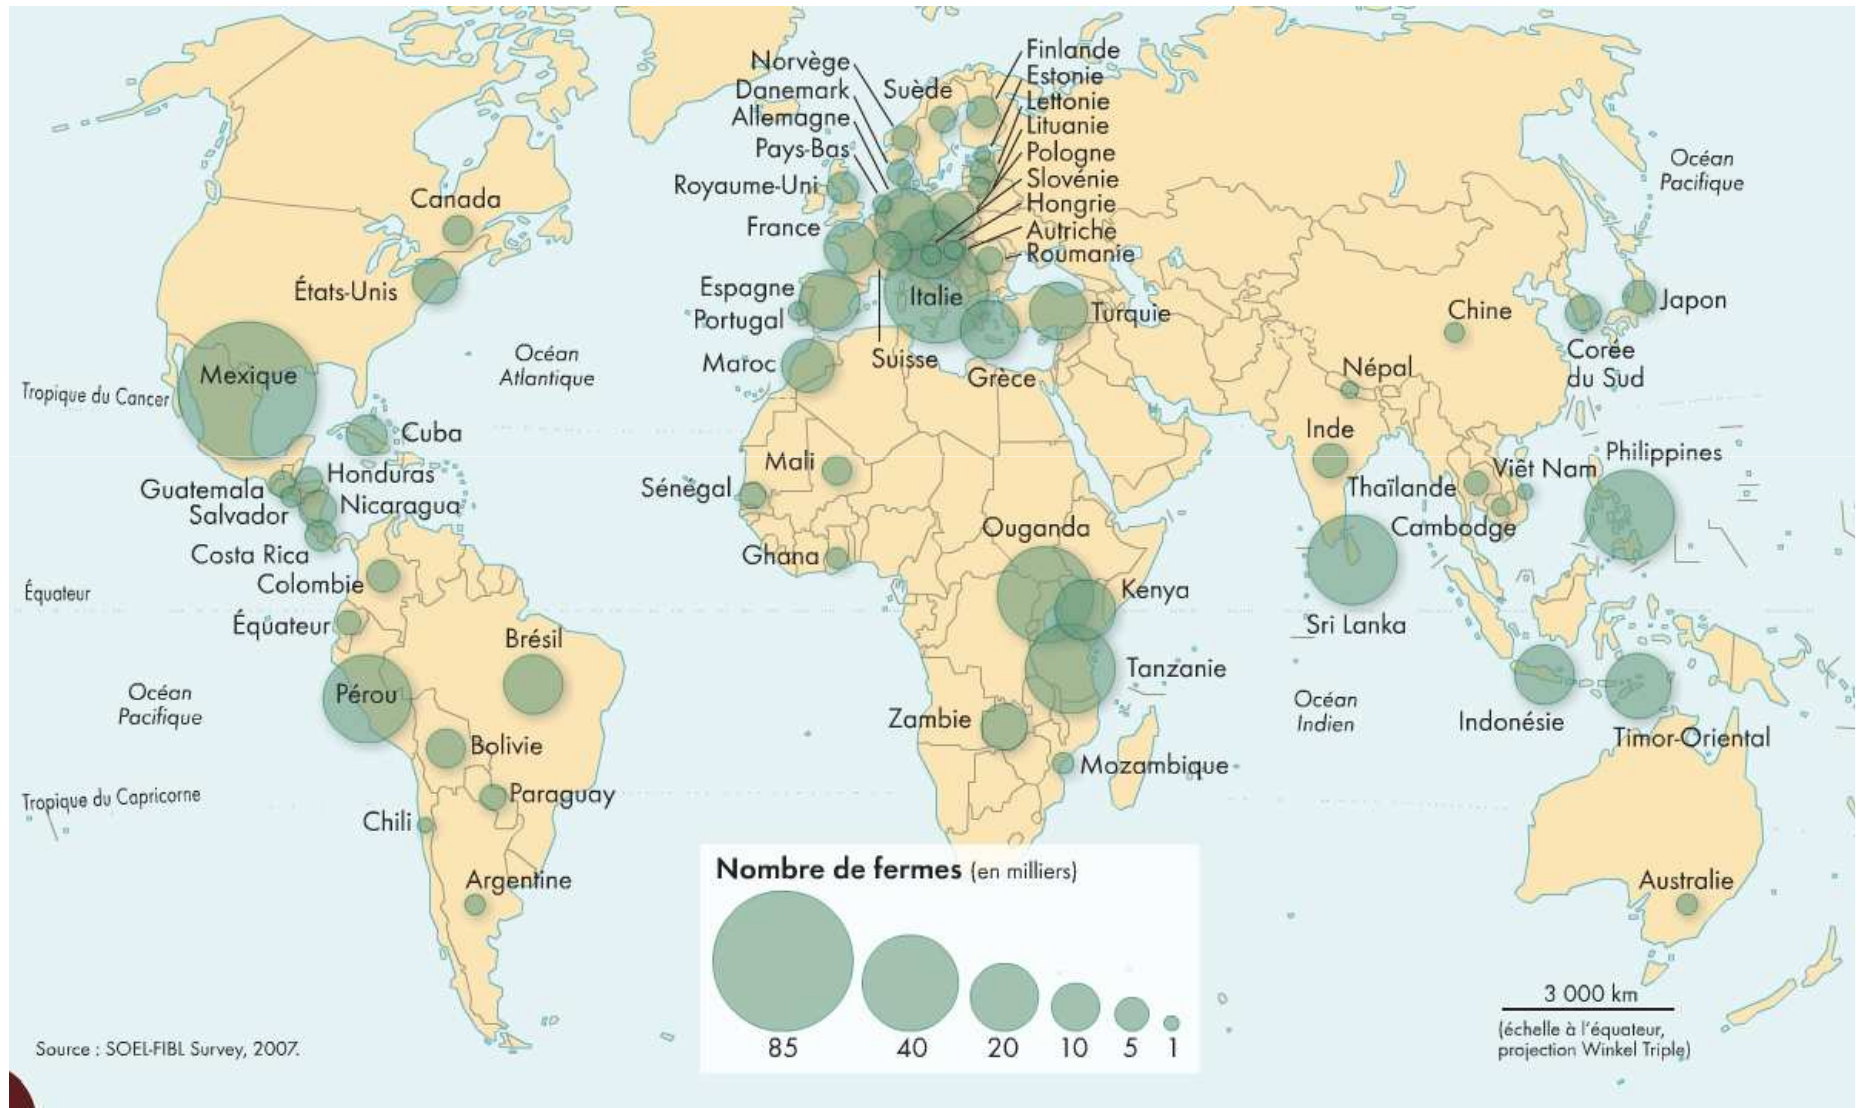 Norvège
Danemark
Allemagne
Pays-Bas
Royaume-Uni
France
Suède
Finlande
Estonie
Lettonie
Lituanie
Pologne
Slovénie
Hongrie
Autriche
Roumanie
Océan
Pacifique
Canada
États-Unis
Espagne
Portugal
Italie
Turquie
Chine
Japon
Corée
du Sud
Mexique
Océan
Atlantique
Maroc
Suisse
Grèce
Népal
Tropique du Cancer
Cuba
Inde
Honduras
Guatemala
Nicaragua
Salvador
Mali
Sénégal
Viêt Nam
Philippines
Thaïlande
Cambodge
Costa Rica
Colombie
Ghana
Ouganda
Kenya
Équateur
Équateur
Sri Lanka
Brésil
Pérou
Tanzanie
Océan
Pacifique
Océan
Indien
Indonésie
Timor-Oriental
Bolivie
Zambie
Mozambique
Tropique du Capricorne
Paraguay
Chili
Argentine
Australie
Nombre de fermes (en milliers)
85 40 20 10 5 1
3 000 km
(échelle à l'équateur,
projection Winkel Triple)
Source : SOEL-FIBL Survey, 2007.